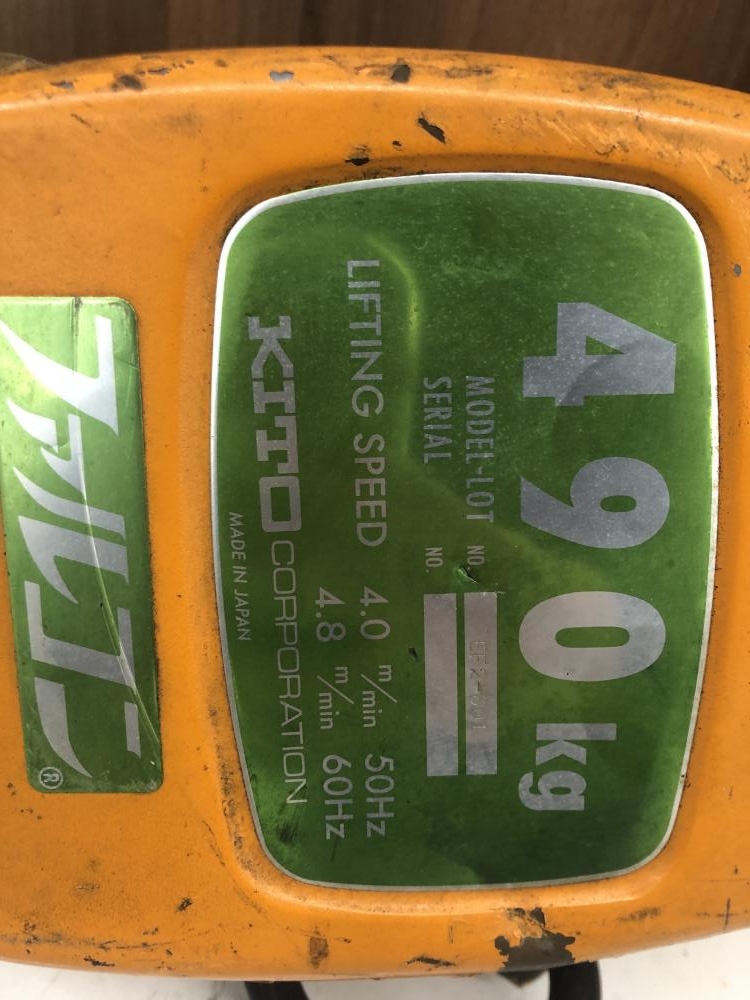 490kg
MODEL-LOT NO.
SERIAL NO.
LIFTING SPEED 4.0 m/min 50Hz
4.8 m/min 60Hz
KITO CORPORATION
MADE IN JAPAN
ファルコン®